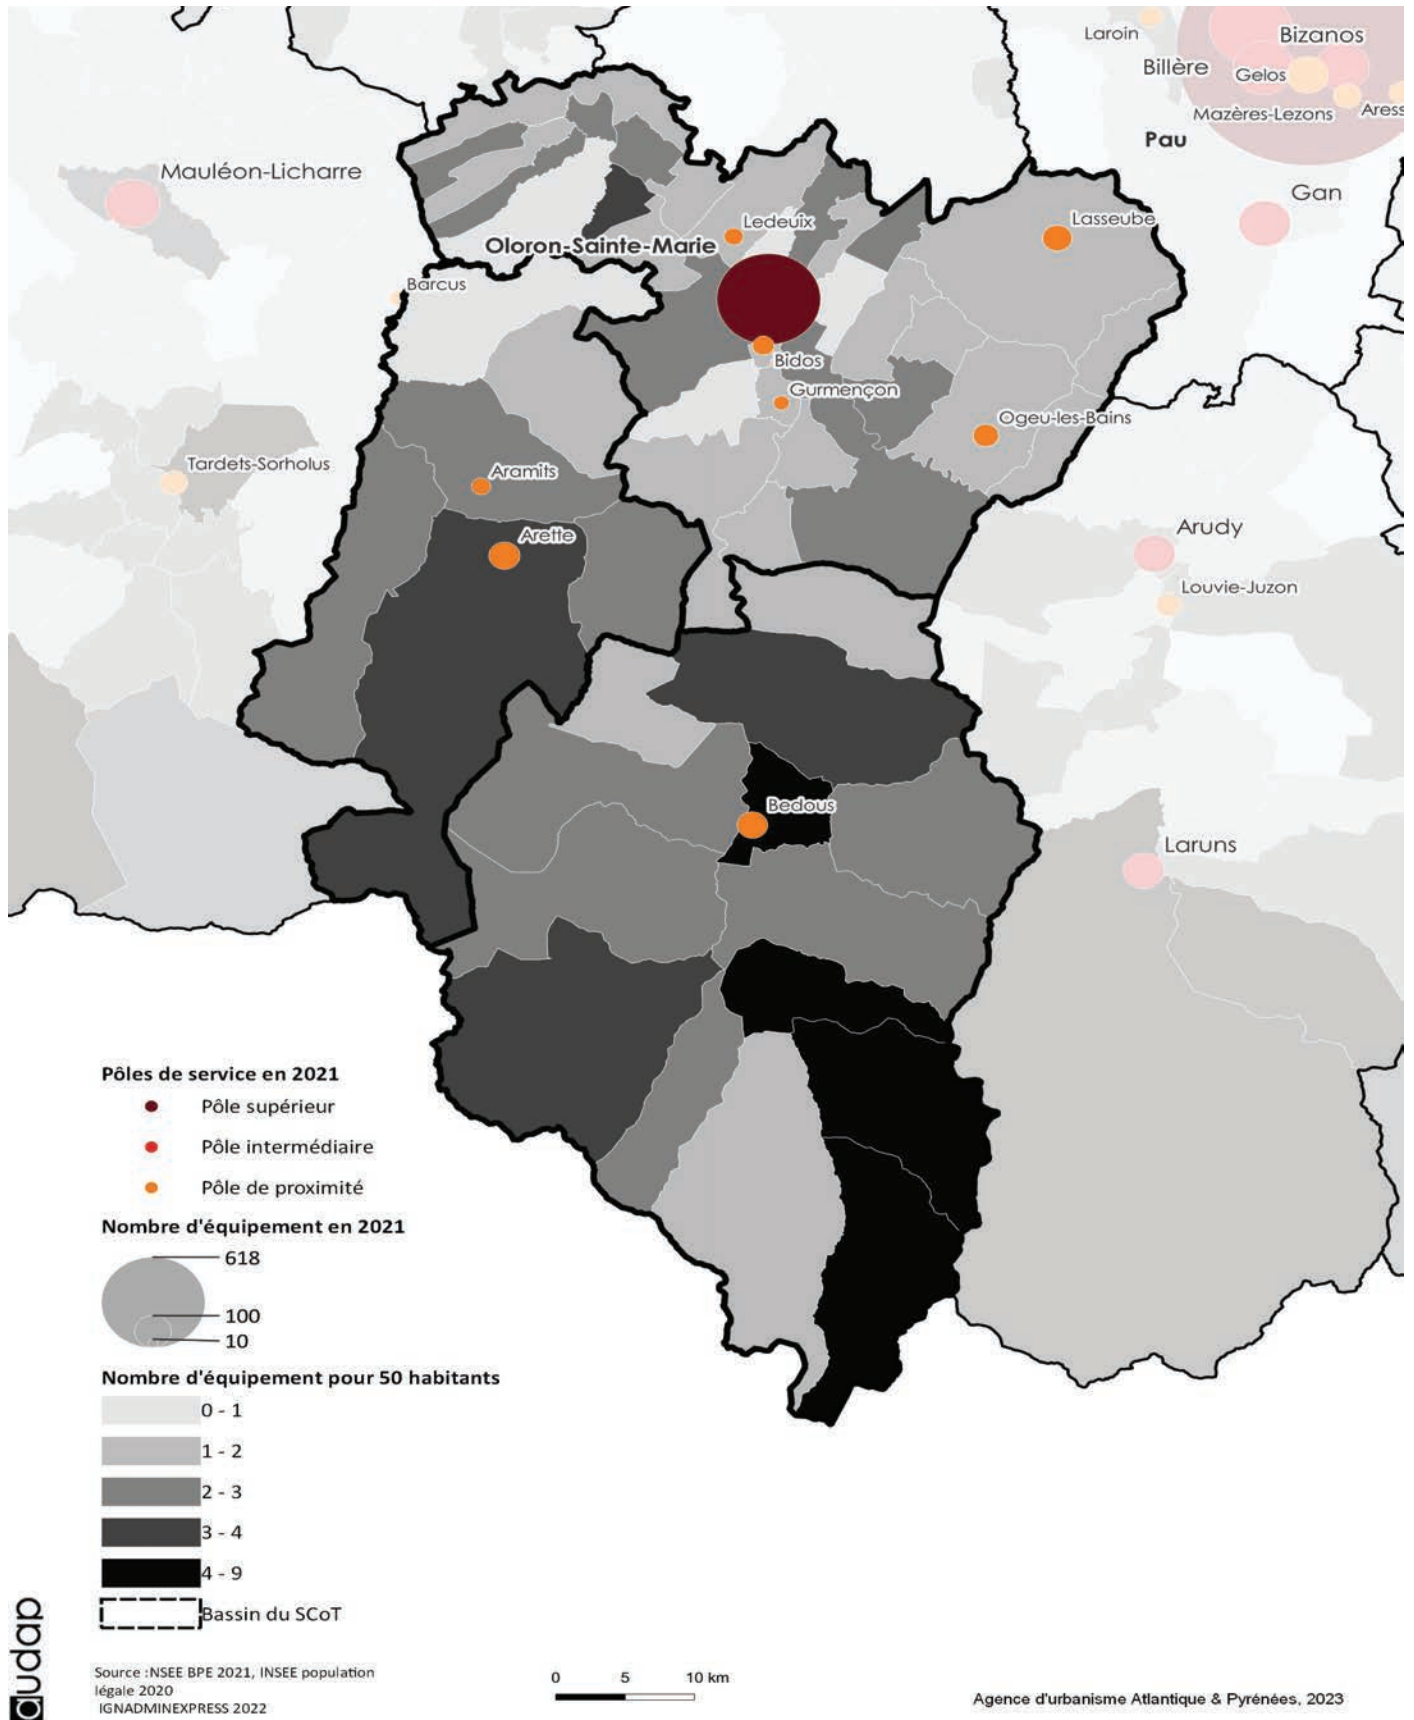 Laroin
Bizanos
Billère
Gelos
Mazères-Lezons
Aress
Pau
Mauléon-Licharre
Gan
Ledeuix
Lasseube
Oloron-Sainte-Marie
Barcus
Bidos
Gurmençon
Ogeu-les-Bains
Tardets-Sorholus
Aramits
Arette
Arudy
Louvie-Juzon
Bedous
Laruns
Pôles de service en 2021
Pôle supérieur
Pôle intermédiaire
Pôle de proximité
Nombre d'équipement en 2021
618
100
10
Nombre d'équipement pour 50 habitants
0 - 1
1 - 2
2 - 3
3 - 4
4 - 9
Bassin du SCoT
audap
Source :NSEE BPE 2021, INSEE population
légale 2020
IGNADMINEXPRESS 2022
0 5 10 km
Agence d'urbanisme Atlantique & Pyrénées, 2023